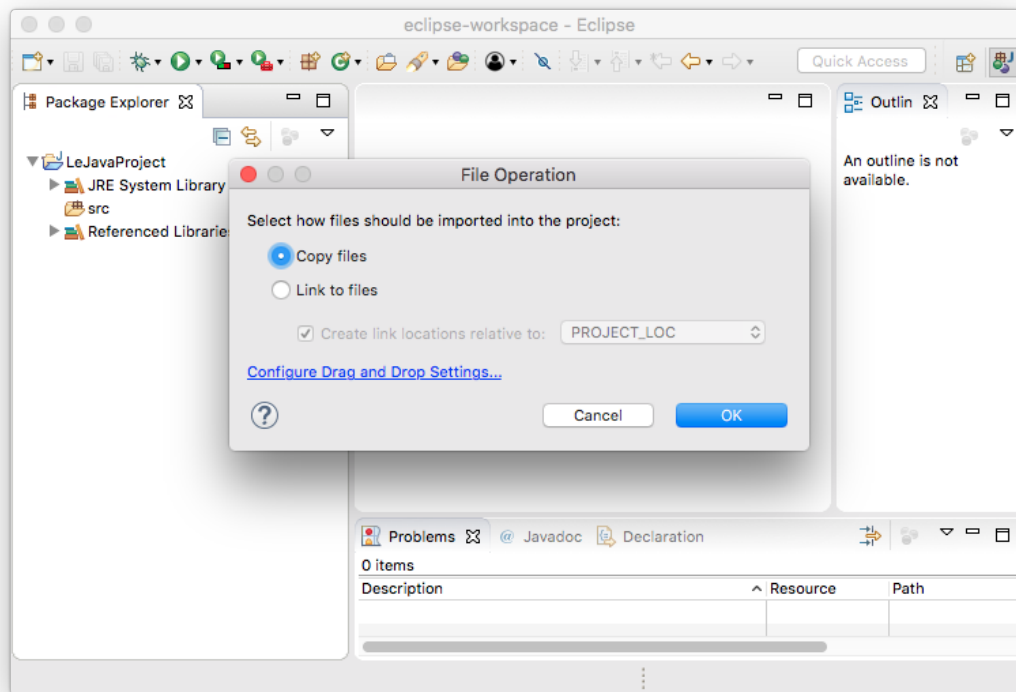 eclipse-workspace - Eclipse
Quick Access
Package Explorer
Outlin
LeJavaProject
JRE System Library
src
Referenced Librarie
An outline is not
available.
File Operation
Select how files should be imported into the project:
Copy files
Link to files
Create link locations relative to:
PROJECT_LOC
Configure Drag and Drop Settings...
?
Cancel
OK
Problems
@ Javadoc
Declaration
0 items
Description
Resource
Path